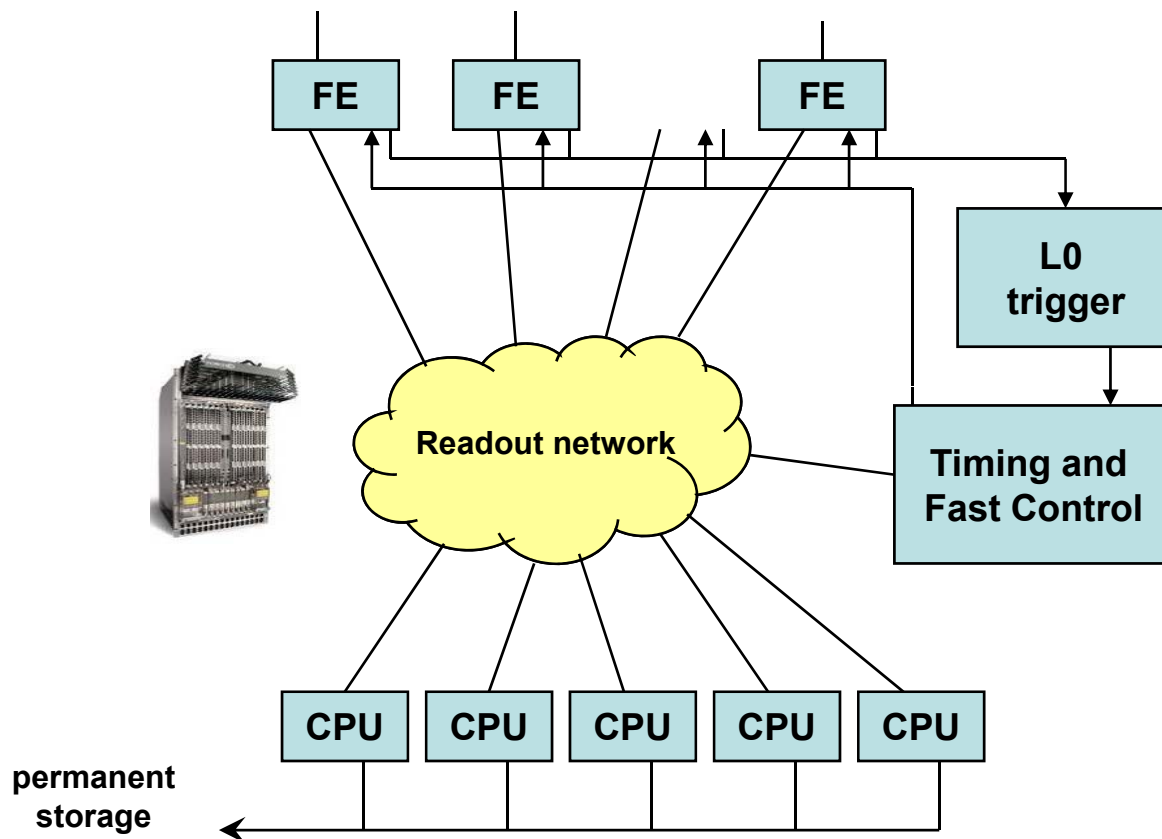 FE
FE
FE
L0
trigger
Readout network
Timing and
Fast Control
CPU
CPU
CPU
CPU
CPU
permanent
storage